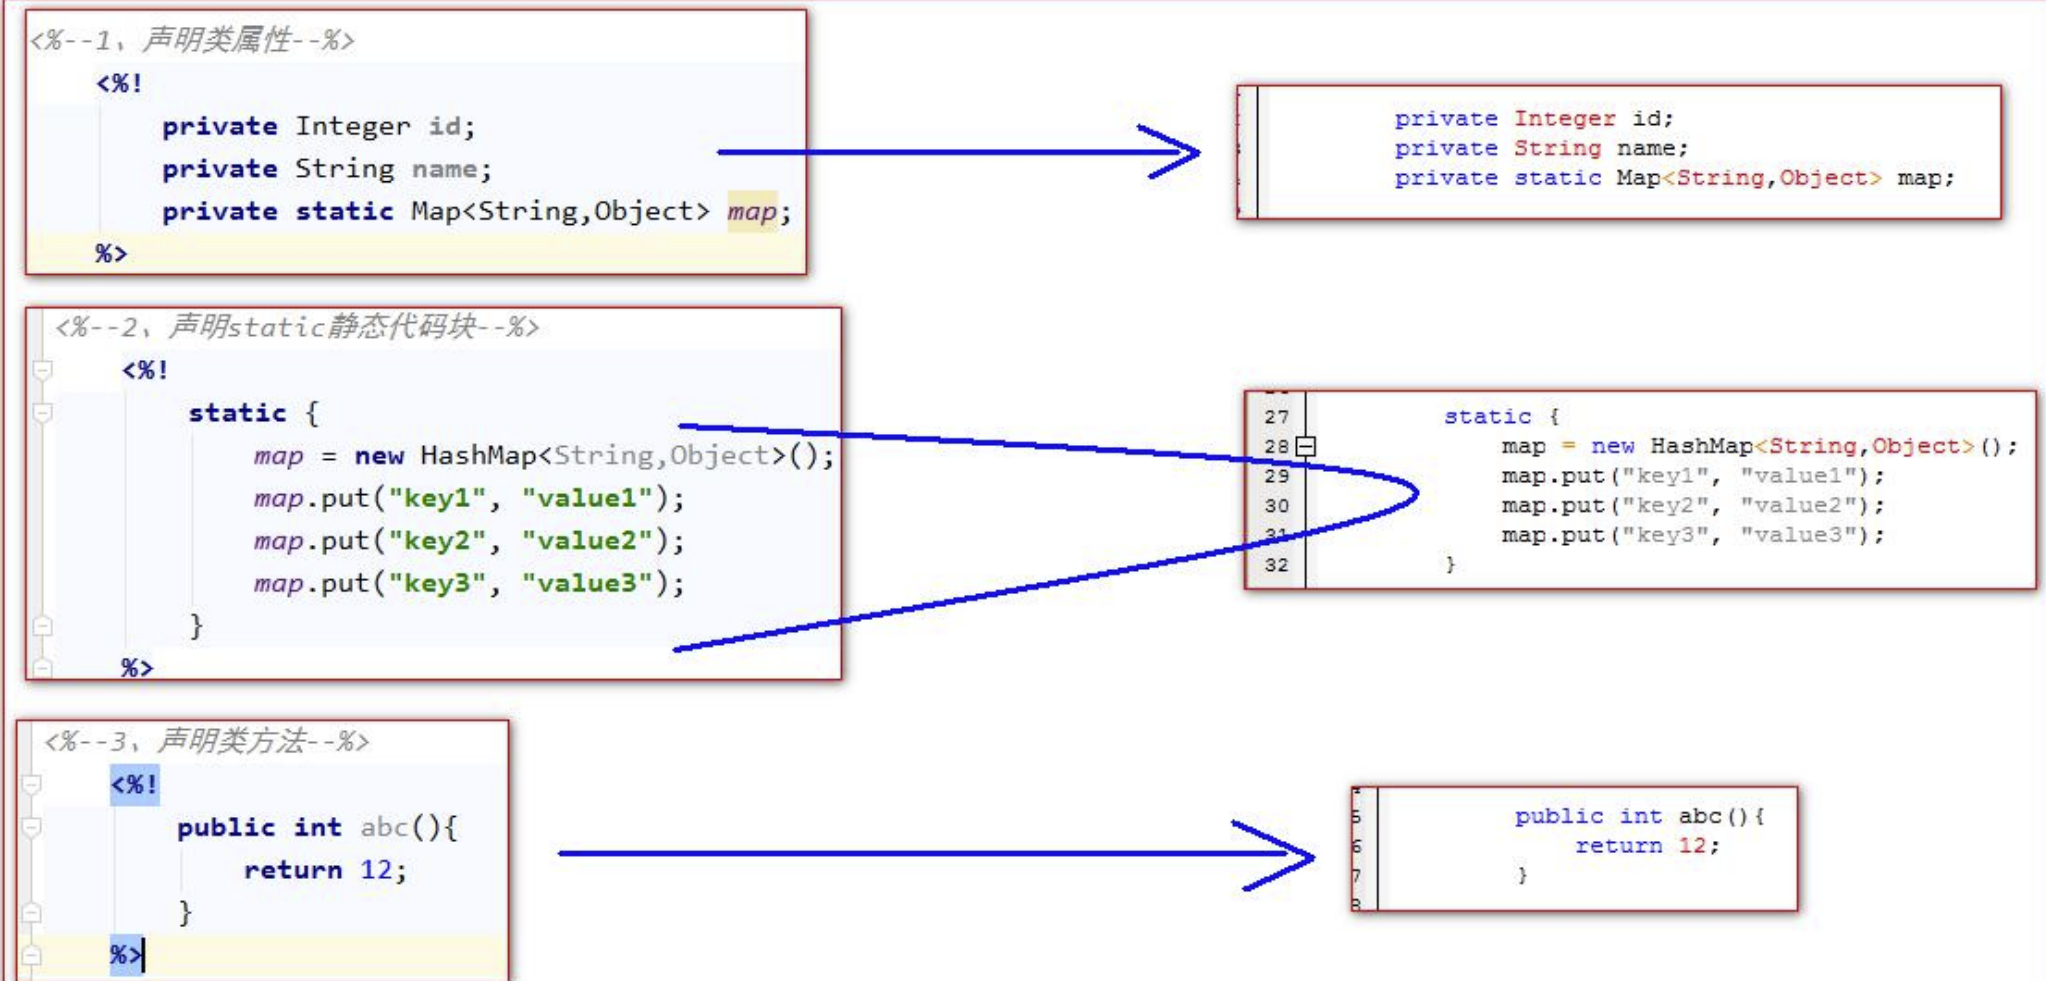 <%--1、声明类属性--%>
<%!
private Integer id;
private String name;
private static Map<String,Object> map;
%>
private Integer id;
private String name;
private static Map<String,Object> map;
<%--2、声明static静态代码块--%>
<%!
static {
map = new HashMap<String,Object>();
map.put("key1", "value1");
map.put("key2", "value2");
map.put("key3", "value3");
}
%>
27 static {
28 map = new HashMap<String,Object>();
29 map.put("key1", "value1");
30 map.put("key2", "value2");
31 map.put("key3", "value3");
32 }
<%--3、声明类方法--%>
<%!
public int abc(){
return 12;
}
%>
5 public int abc(){
6 return 12;
7 }
8